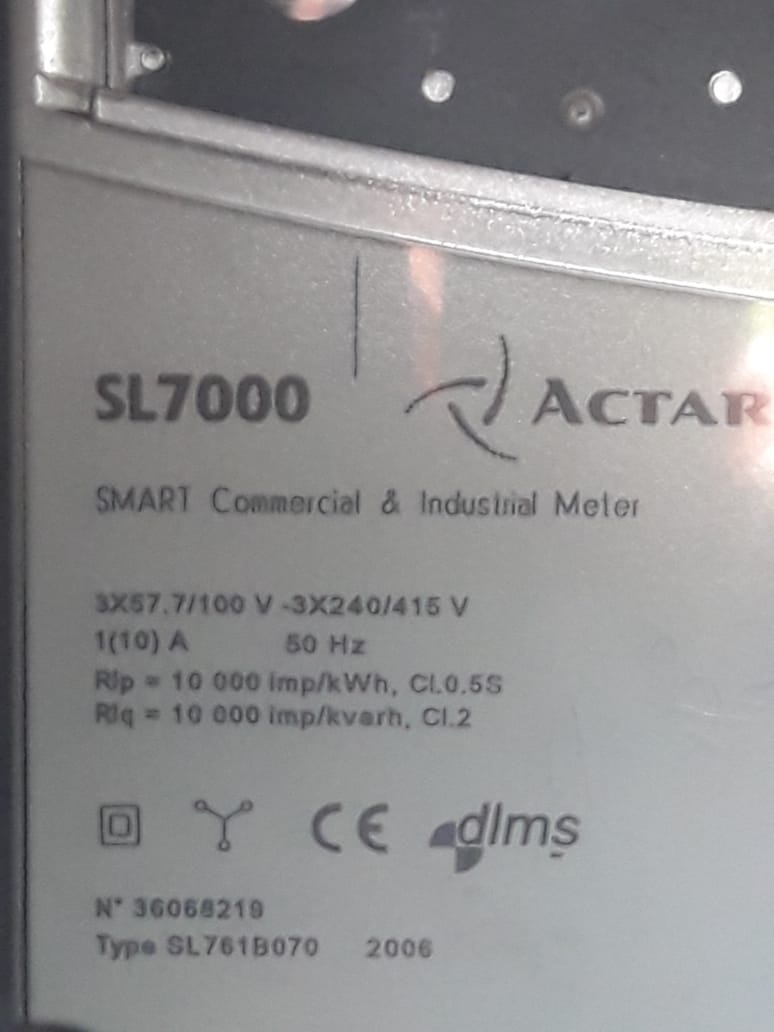 SL7000 ACTAR
SMART Commercial & Industrial Meter
3X57.7/100 V -3X240/415 V
1(10) A 50 Hz
Rlp = 10 000 imp/kWh, Cl.0.5S
Rlq = 10 000 imp/kvarh, Cl.2
CE dlms
N° 36068219
Type SL761B070 2006